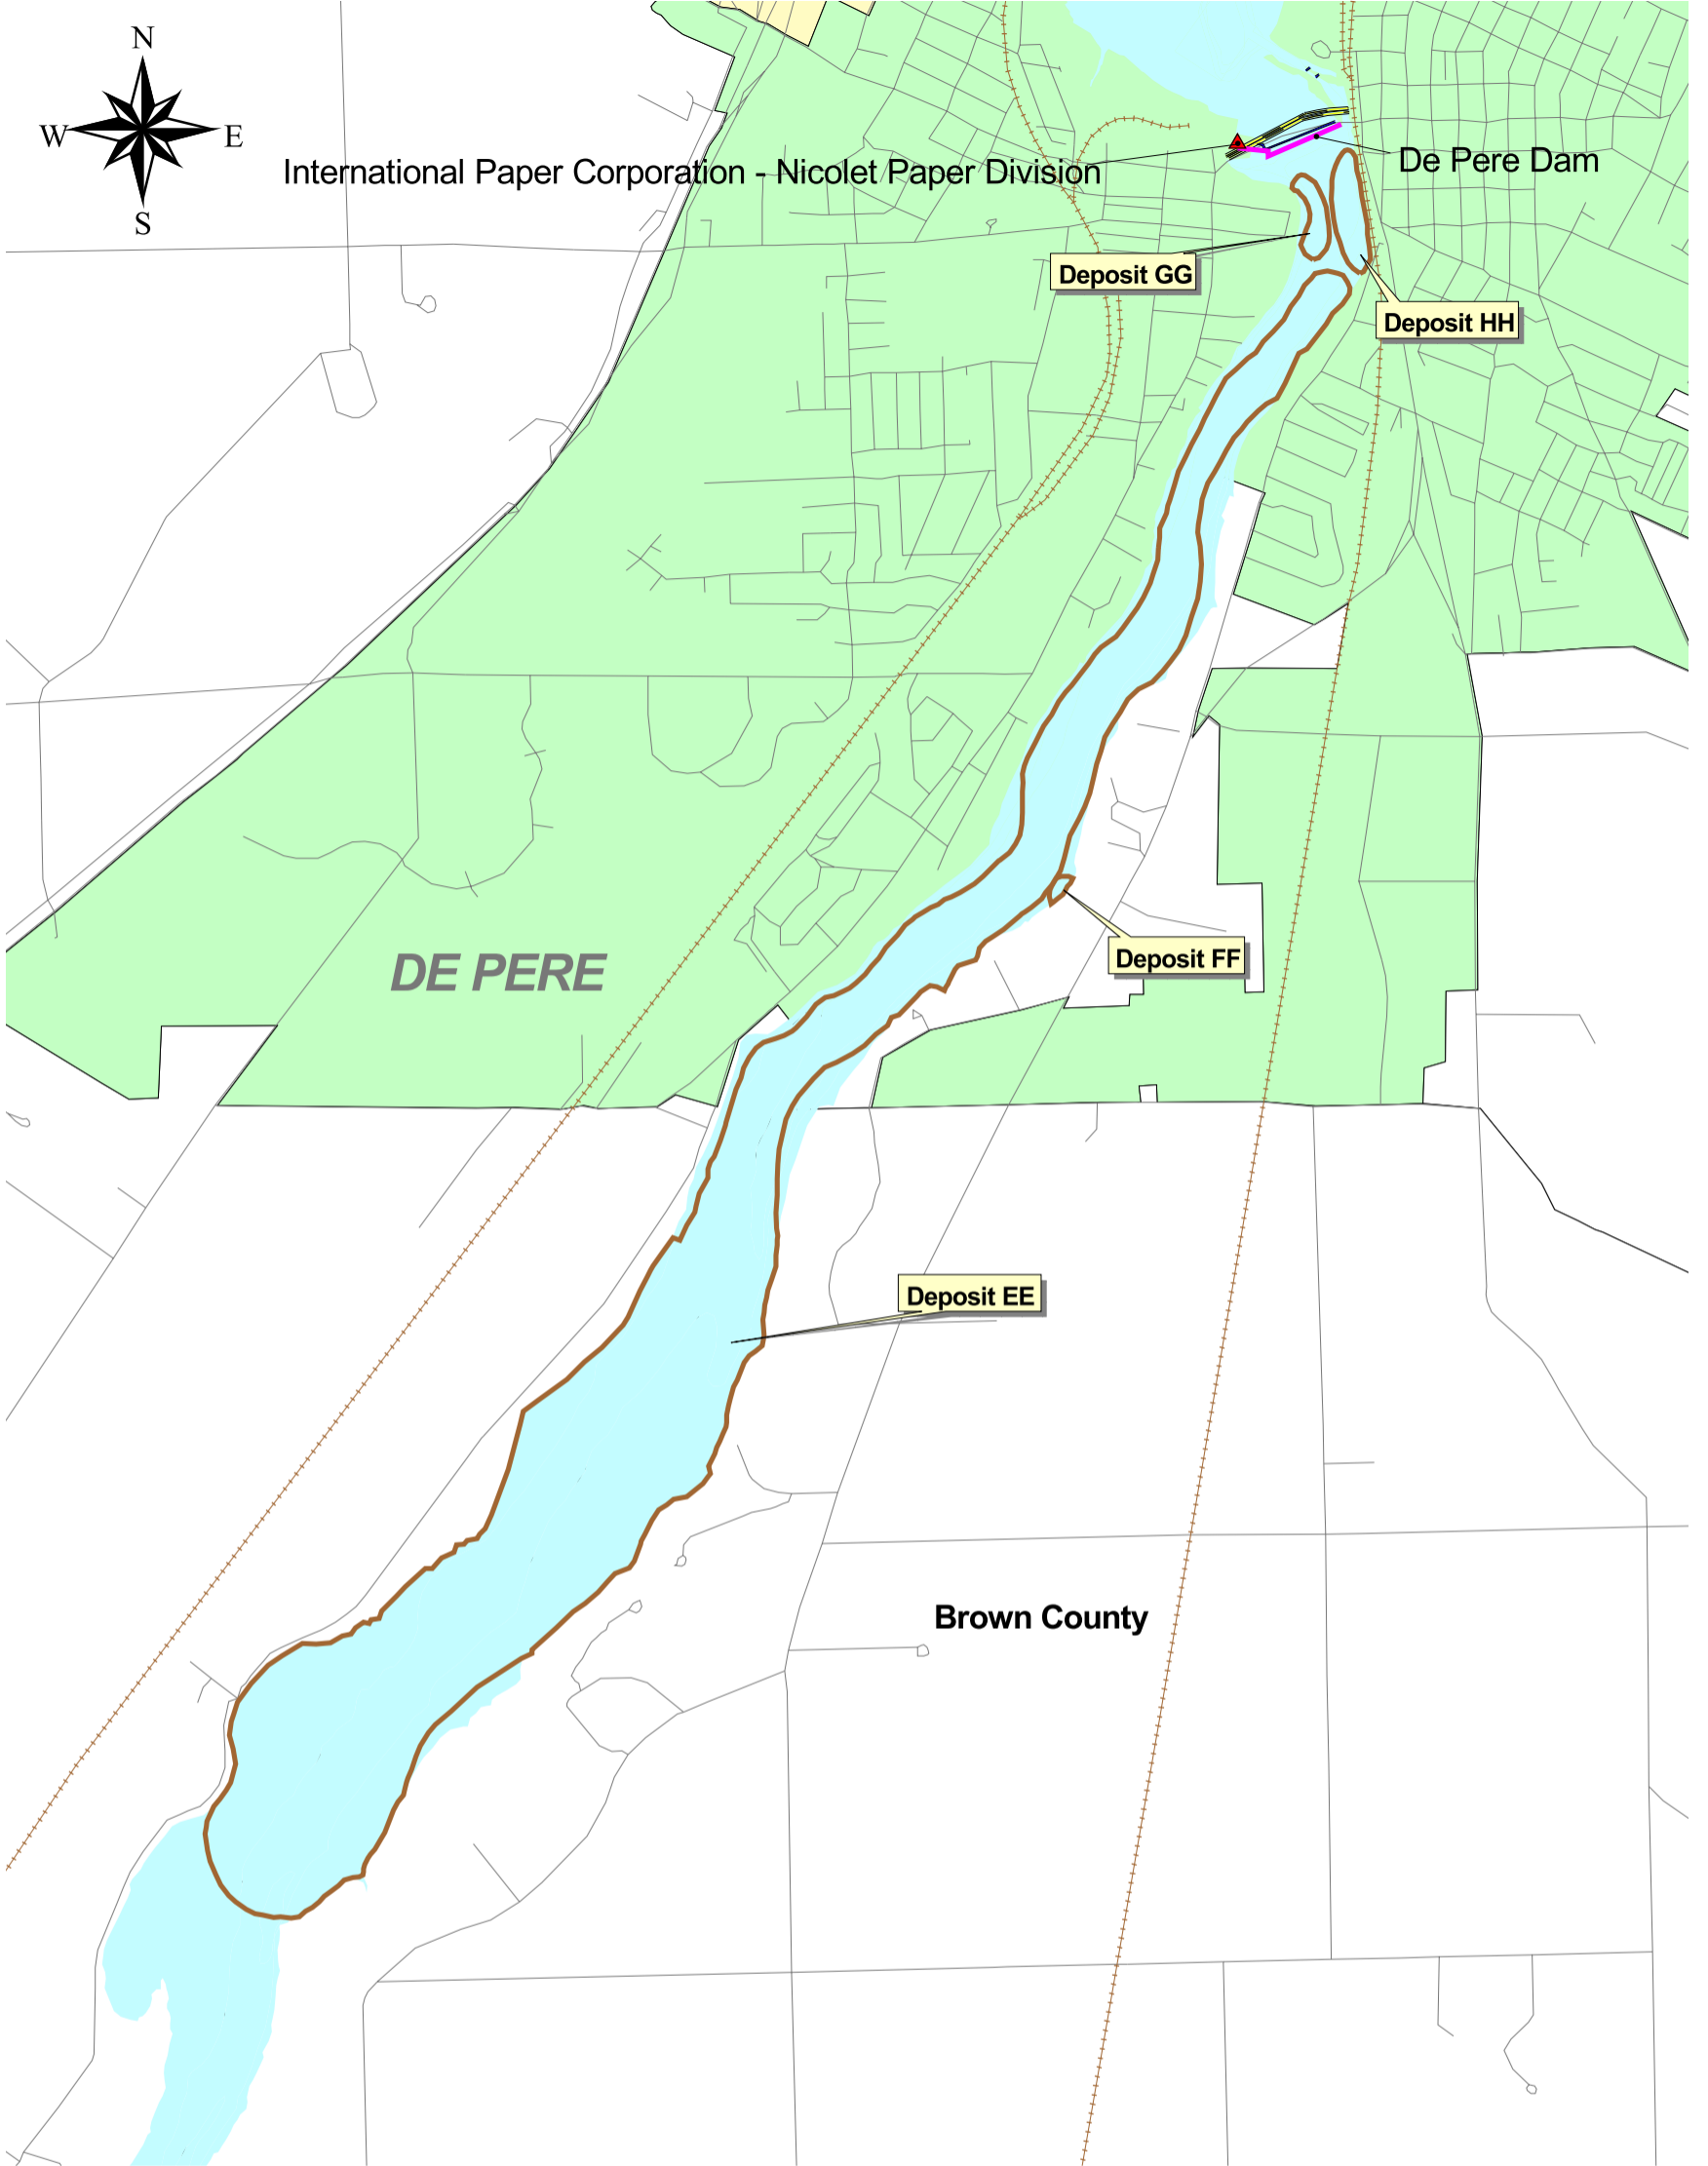 N
W
E
S
International Paper Corporation - Nicolet Paper Division
De Pere Dam
Deposit GG
Deposit HH
DE PERE
Deposit FF
Deposit EE
Brown County